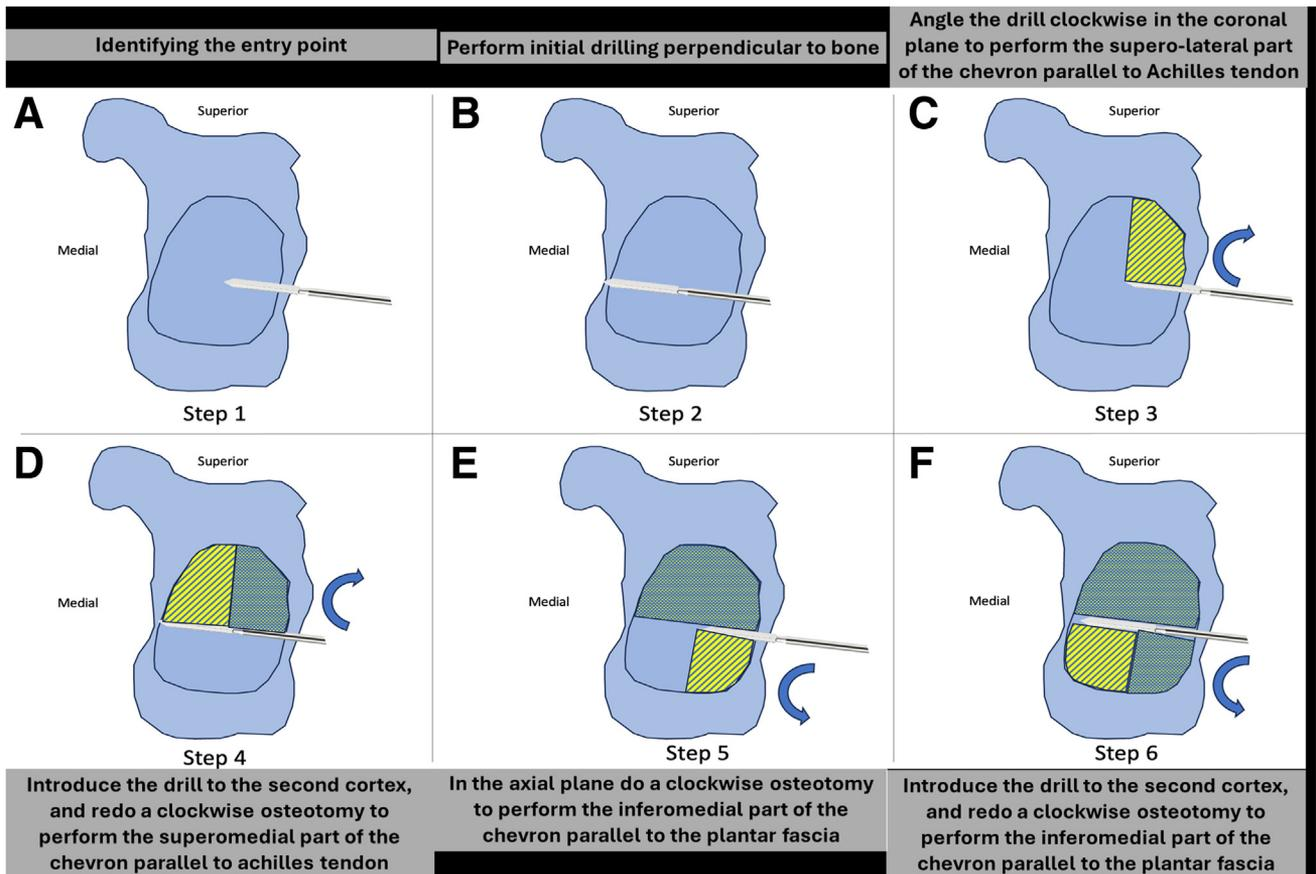 Identifying the entry point
Perform initial drilling perpendicular to bone
Angle the drill clockwise in the coronal
plane to perform the supero-lateral part
of the chevron parallel to Achilles tendon
A
Superior
Medial
Step 1
B
Superior
Medial
Step 2
C
Superior
Medial
Step 3
D
Superior
Medial
Step 4
E
Superior
Medial
Step 5
F
Superior
Medial
Step 6
Introduce the drill to the second cortex,
and redo a clockwise osteotomy to
perform the superomedial part of the
chevron parallel to achilles tendon
In the axial plane do a clockwise osteotomy
to perform the inferomedial part of the
chevron parallel to the plantar fascia
Introduce the drill to the second cortex,
and redo a clockwise osteotomy to
perform the inferomedial part of the
chevron parallel to the plantar fascia